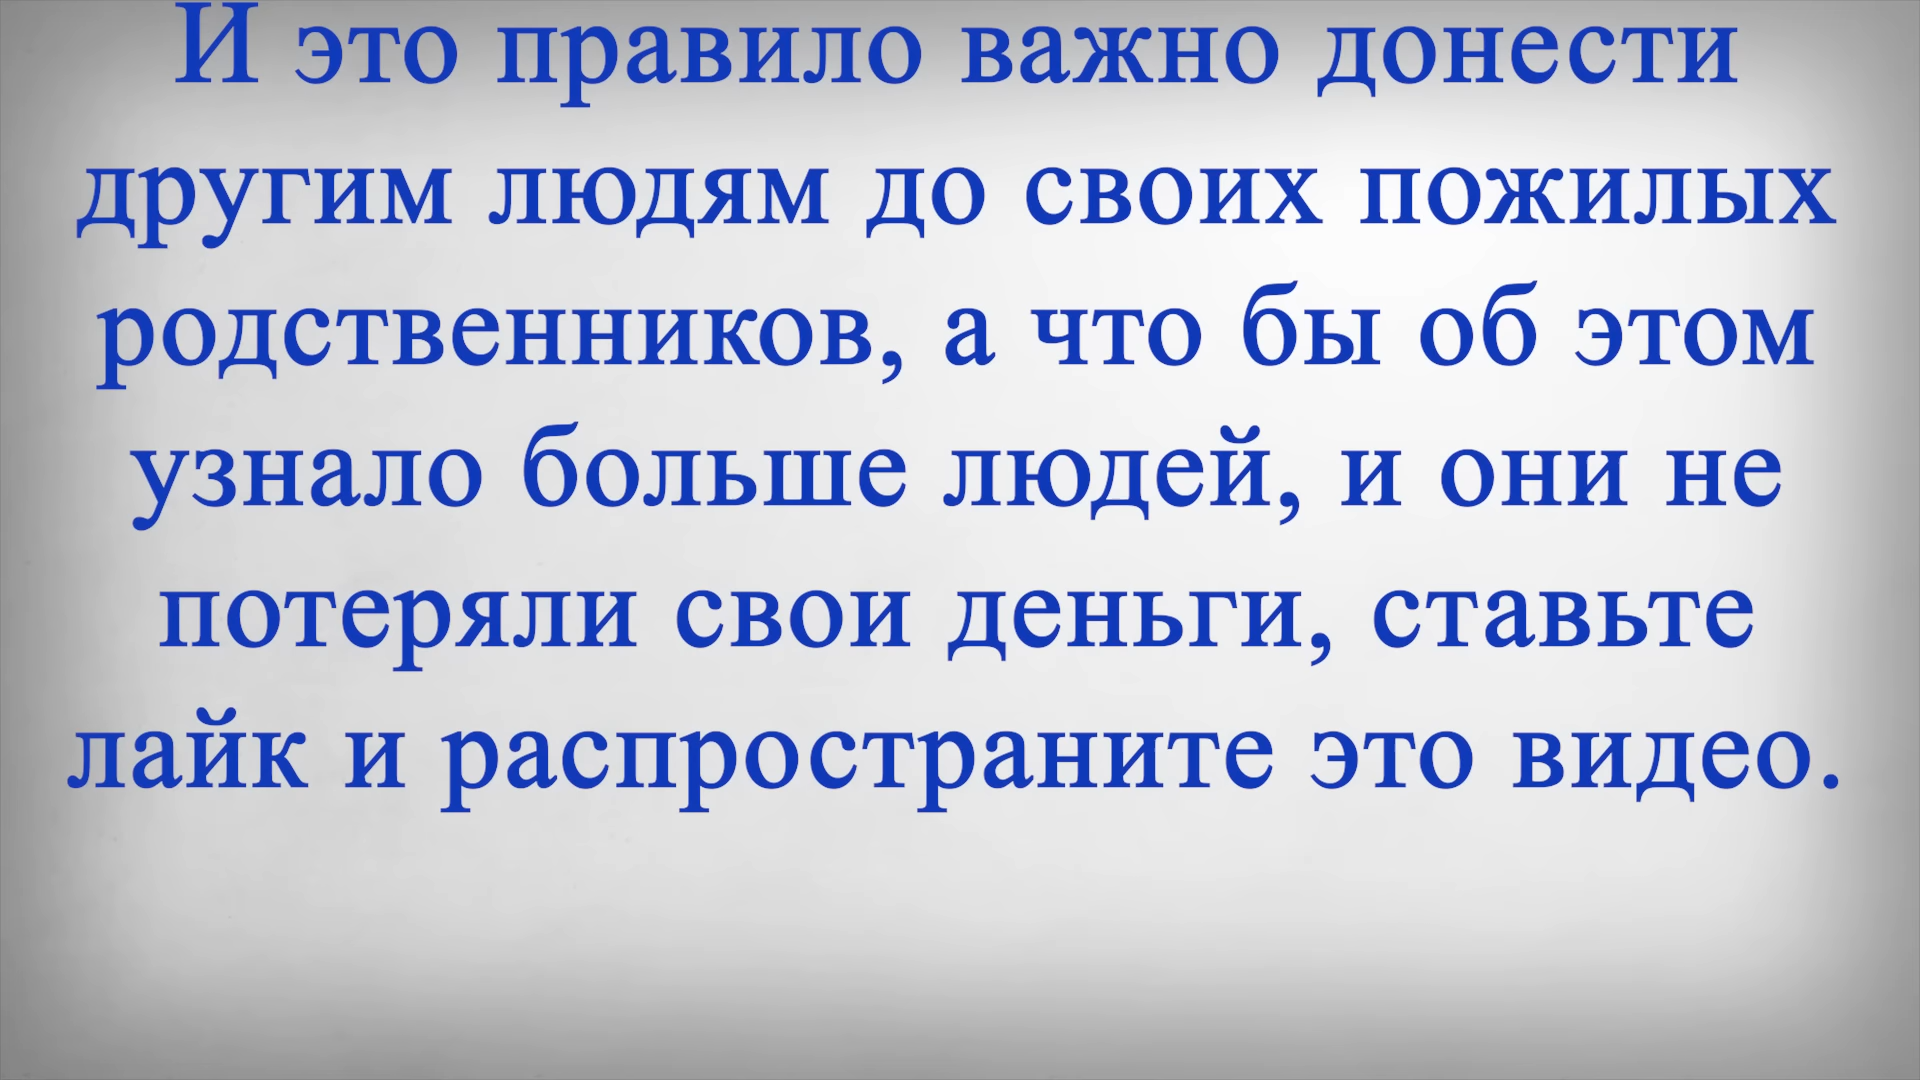 И это правило важно донести
другим людям до своих пожилых
родственников, а что бы об этом
узнало больше людей, и они не
потеряли свои деньги, ставьте
лайк и распространите это видео.